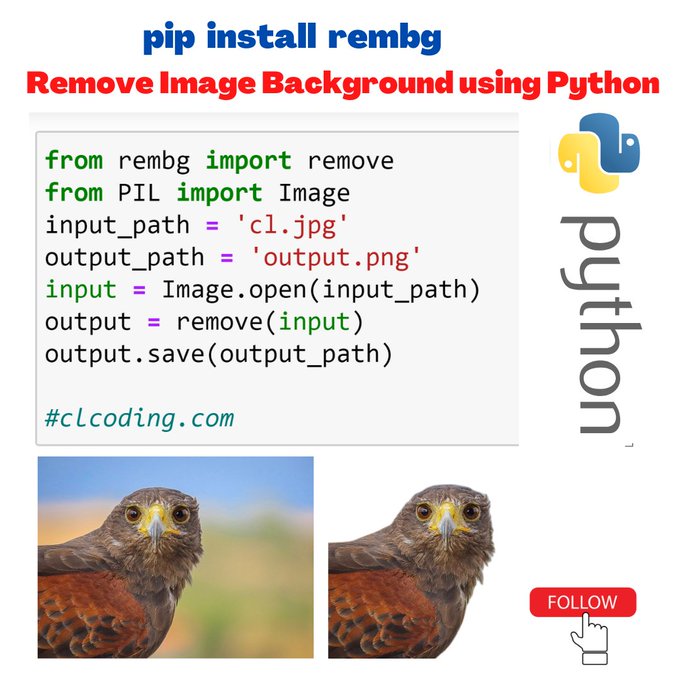 pip install rembg
Remove Image Background using Python
from rembg import remove
from PIL import Image
input_path = 'cl.jpg'
output_path = 'output.png'
input = Image.open(input_path)
output = remove(input)
output.save(output_path)
#clcoding.com
python
FOLLOW